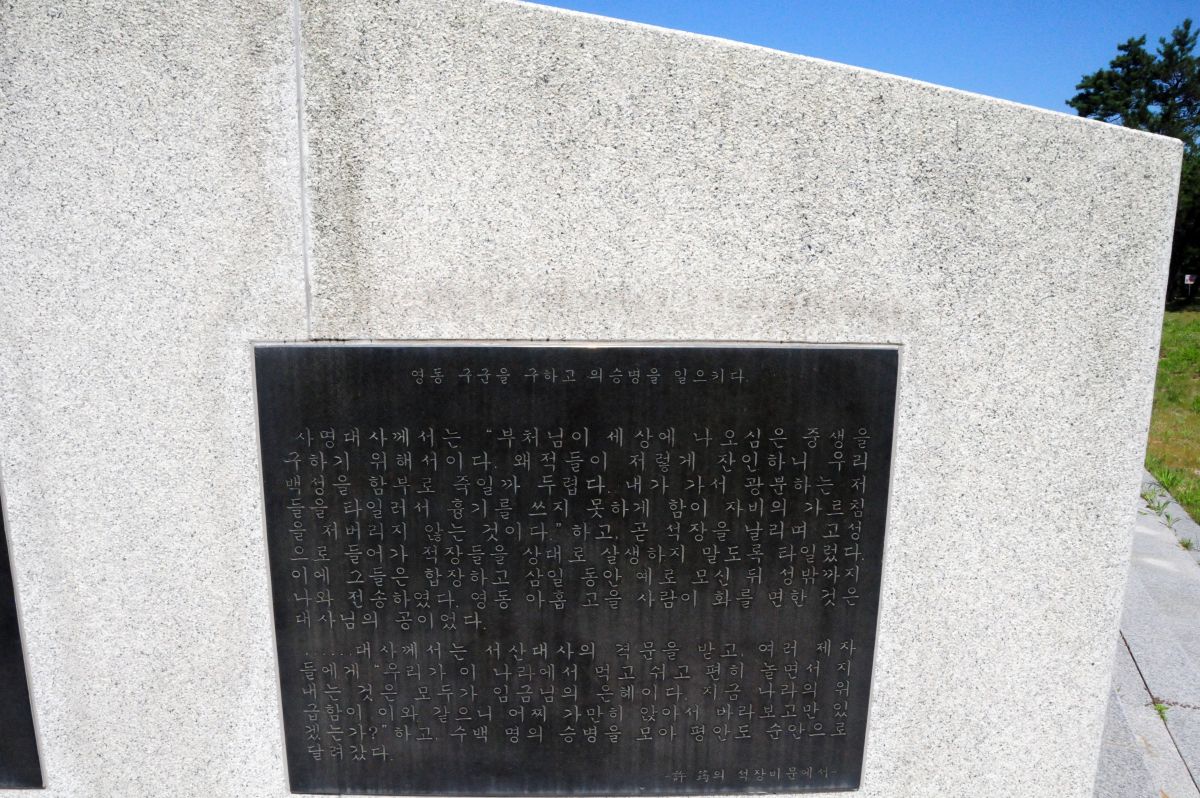 영동 구군을 구하고 의승병을 일으키다.
사명대사께서는 "부처님이 세상에 나오심은 중생을
구하기 위해서이다. 왜적들이 저렇게 잔인하니 우리
백성을 함부로 죽일까 두렵다. 내가 가서 광분하는 저
들을 타일러서 흉기를 쓰지 못하게 함이 자비의 가르침
을 저버리지 않는 것이다." 하고, 곧 석장을 날리며 고성
으로 들어가 적장들을 상대로 살생하지 말도록 타일렀다.
이에 그들은 합장하고 삼일 동안 예로 모신 뒤 성밖까지
나와 전송하였다. 영동 아홉 고을 사람이 화를 면한 것은
대사님의 공이었다.
......대사께서는 서산대사의 격문을 받고, 여러 제자
들에게 "우리가 이 나라에서 먹고 쉬고 편히 놀면서 지
내는 것은 모두가 임금님의 은혜이다. 지금 나라의 위
급함이 이와 같으니 어찌 가만히 앉아서 바라보고만 있
겠는가?"하고, 수백 명의 승병을 모아 평안도 순안으로
달려갔다.
-許 筠의 석장비문에서-